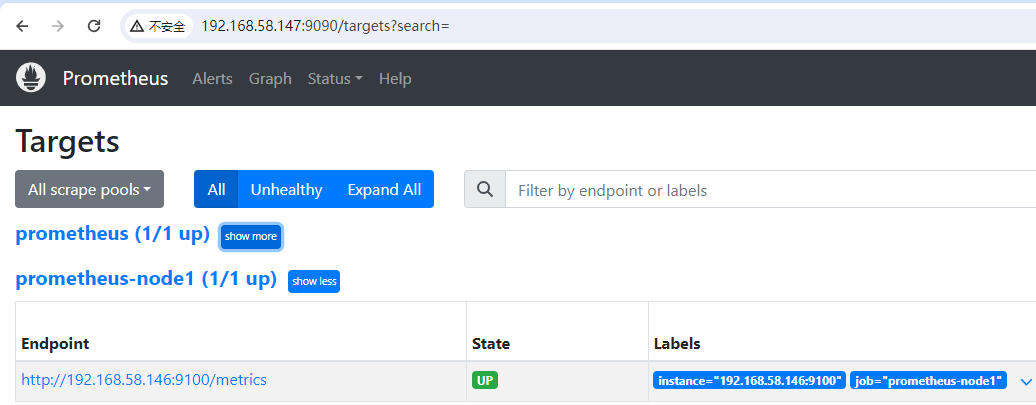 不安全 192.168.58.147:9090/targets?search=
Prometheus Alerts Graph Status Help
Targets
All scrape pools All Unhealthy Expand All Filter by endpoint or labels
prometheus (1/1 up) show more
prometheus-node1 (1/1 up) show less
Endpoint State Labels
http://192.168.58.146:9100/metrics UP instance="192.168.58.146:9100" job="prometheus-node1"